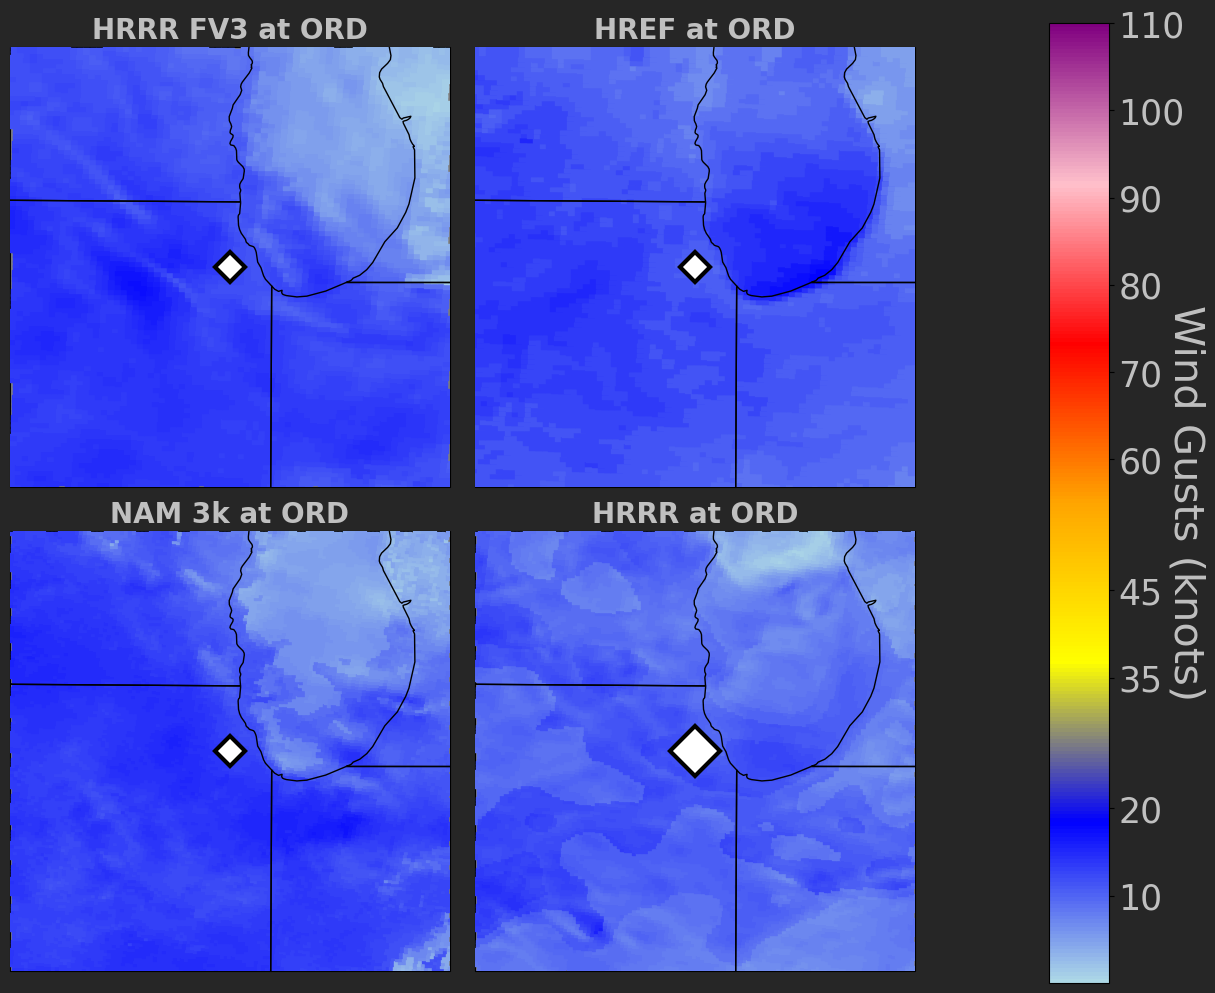 HRRR FV3 at ORD
HREF at ORD
NAM 3k at ORD
HRRR at ORD
110
100
90
80
70
60
45
35
20
10
Wind Gusts (knots)